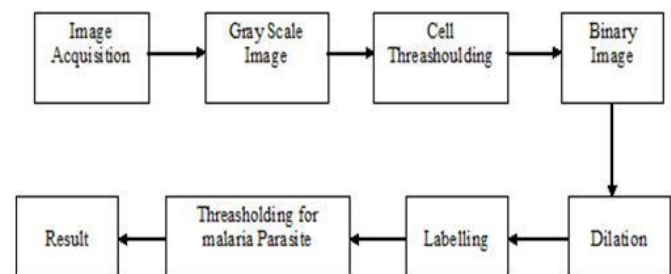 Image
Acquisition
Gray Scale
Image
Cell
Threashoulding
Binary
Image
Result
Threasholding for
malaria Parasite
Labelling
Dilation